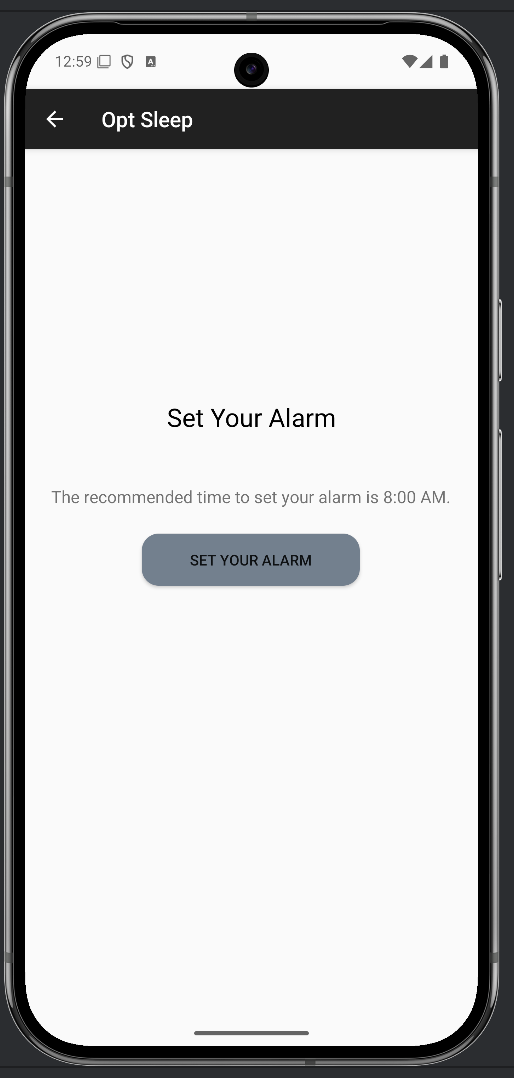 12:59
Opt Sleep
Set Your Alarm
The recommended time to set your alarm is 8:00 AM.
SET YOUR ALARM